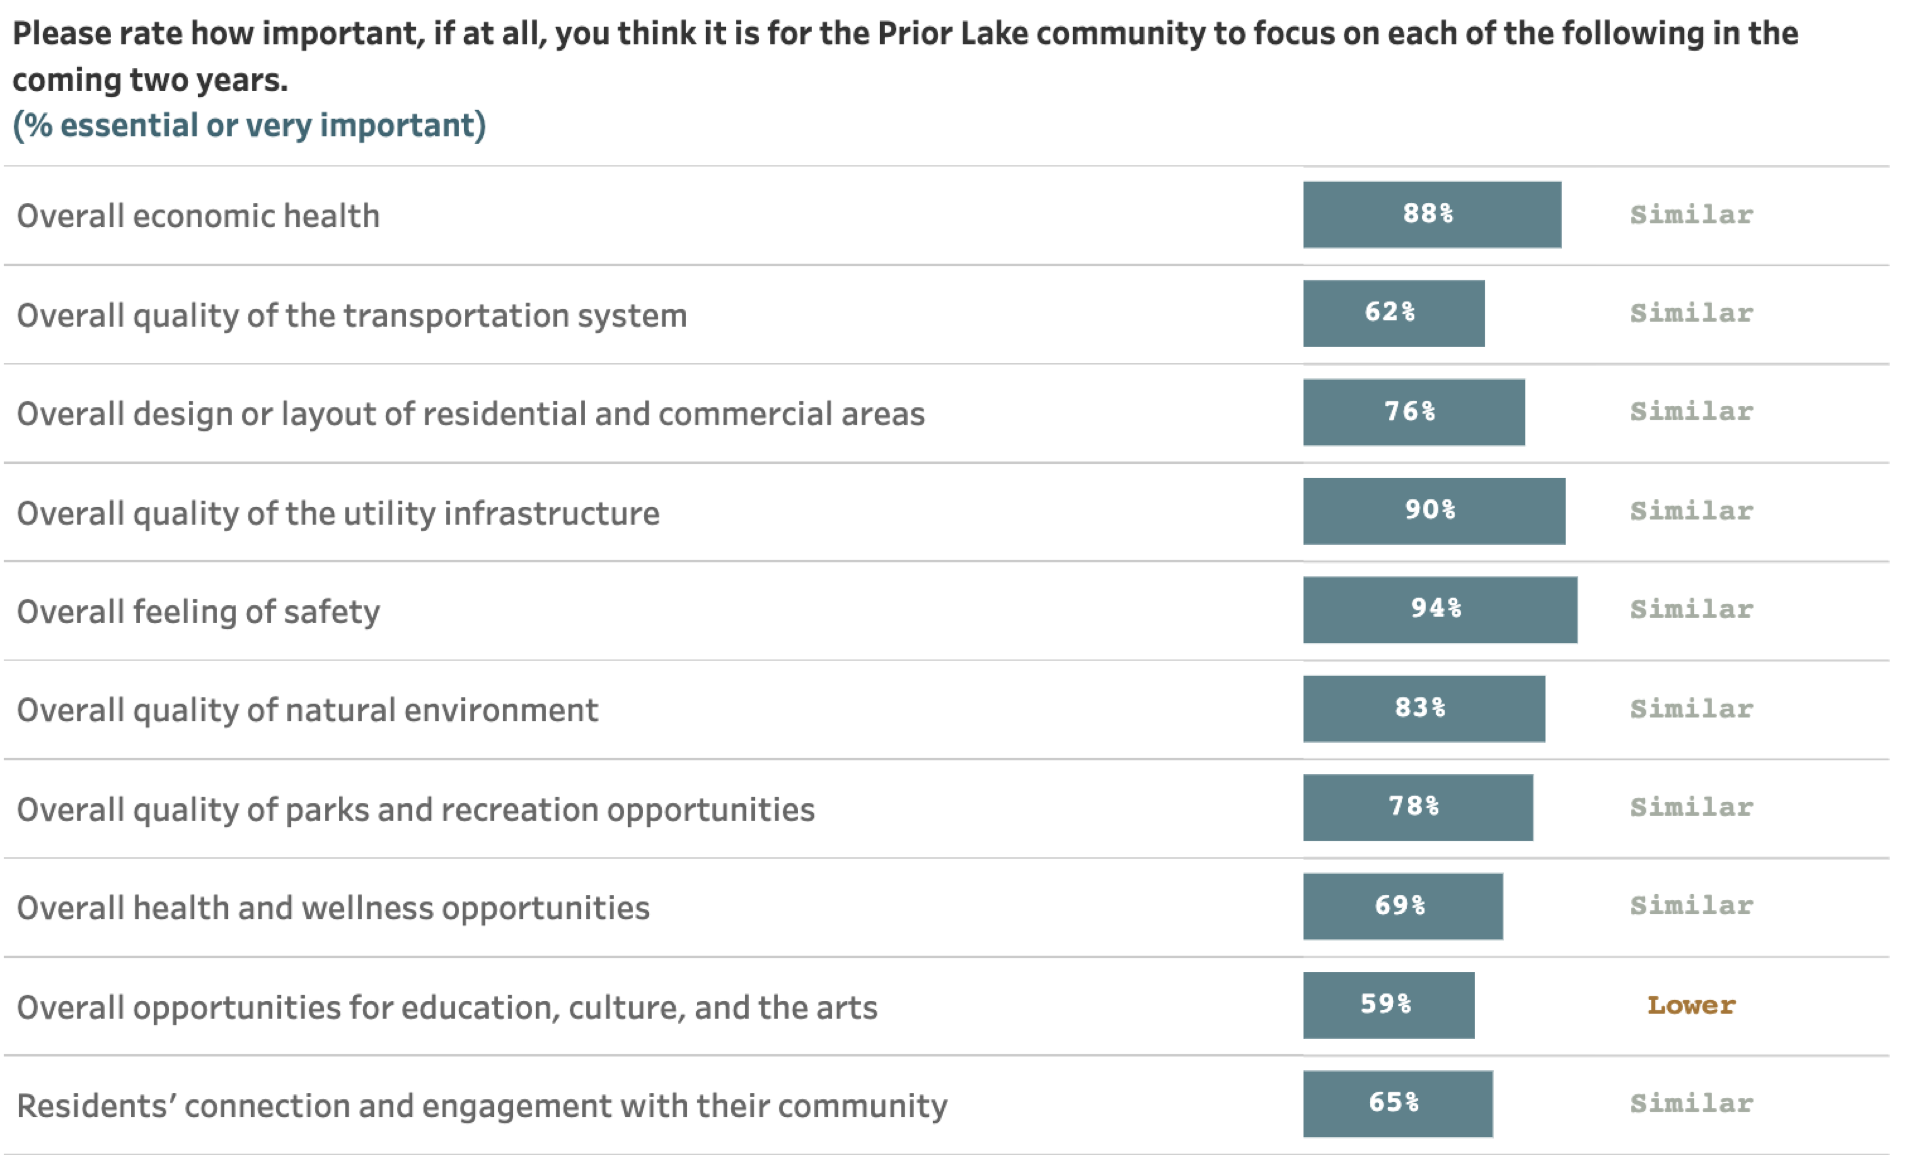 Please rate how important, if at all, you think it is for the Prior Lake community to focus on each of the following in the
coming two years.
(% essential or very important)
Overall economic health 88% Similar
Overall quality of the transportation system 62% Similar
Overall design or layout of residential and commercial areas 76% Similar
Overall quality of the utility infrastructure 90% Similar
Overall feeling of safety 94% Similar
Overall quality of natural environment 83% Similar
Overall quality of parks and recreation opportunities 78% Similar
Overall health and wellness opportunities 69% Similar
Overall opportunities for education, culture, and the arts 59% Lower
Residents’ connection and engagement with their community 65% Similar